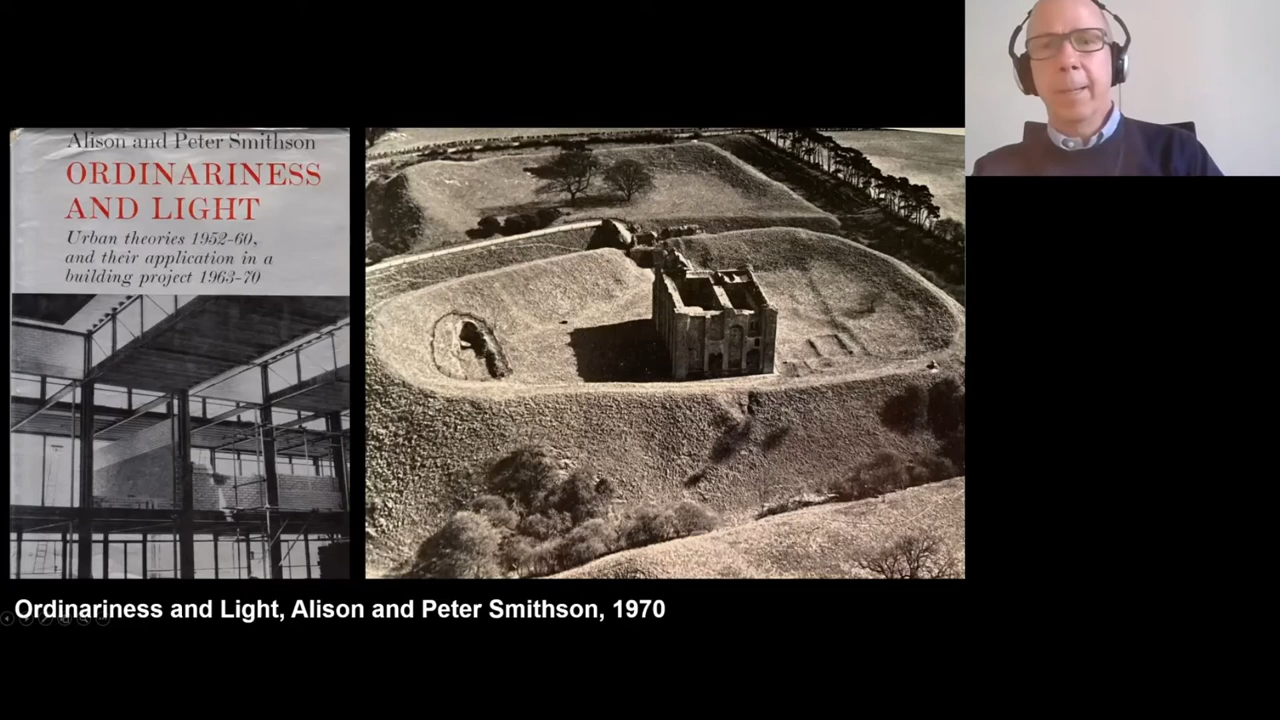 Alison and Peter Smithson
ORDINARINESS
AND LIGHT
Urban theories 1952-60,
and their application in a
building project 1963-70
Ordinariness and Light, Alison and Peter Smithson, 1970